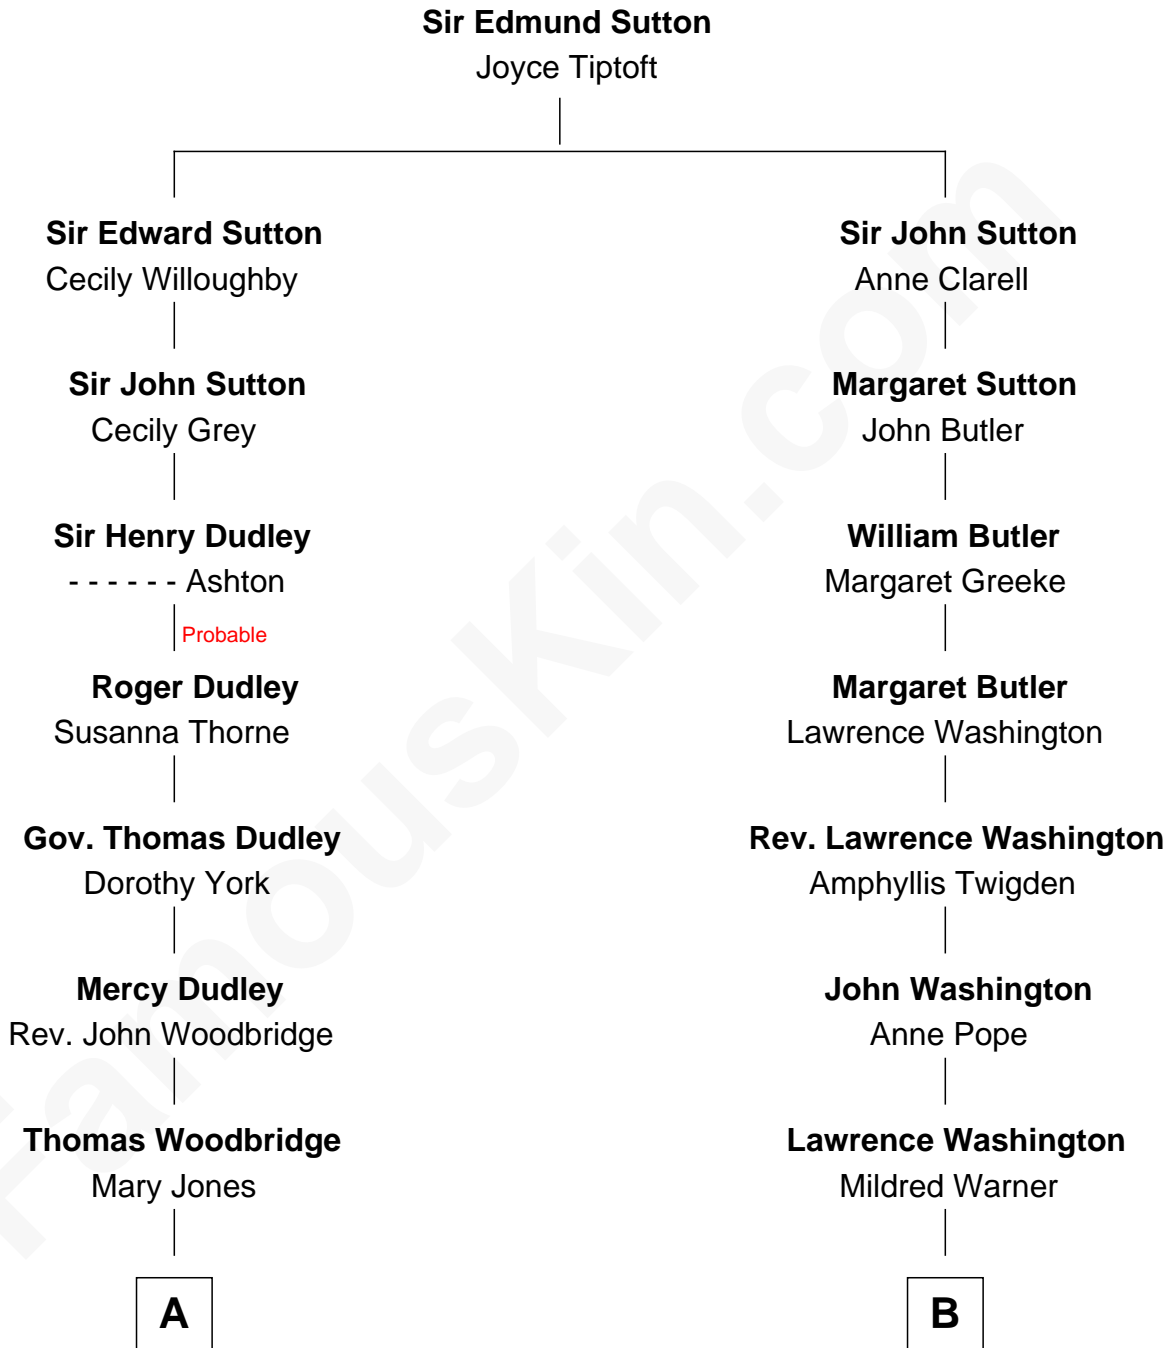 Sir Edmund Sutton
Joyce Tiptoft
Sir Edward Sutton
Cecily Willoughby
Sir John Sutton
Anne Clarell
Sir John Sutton
Cecily Grey
Margaret Sutton
John Butler
Sir Henry Dudley
- - - - - - Ashton
William Butler
Margaret Greeke
Probable
Roger Dudley
Susanna Thorne
Margaret Butler
Lawrence Washington
Gov. Thomas Dudley
Dorothy York
Rev. Lawrence Washington
Amphyllis Twigden
Mercy Dudley
Rev. John Woodbridge
John Washington
Anne Pope
Thomas Woodbridge
Mary Jones
Lawrence Washington
Mildred Warner
A
B
FamousKin.com